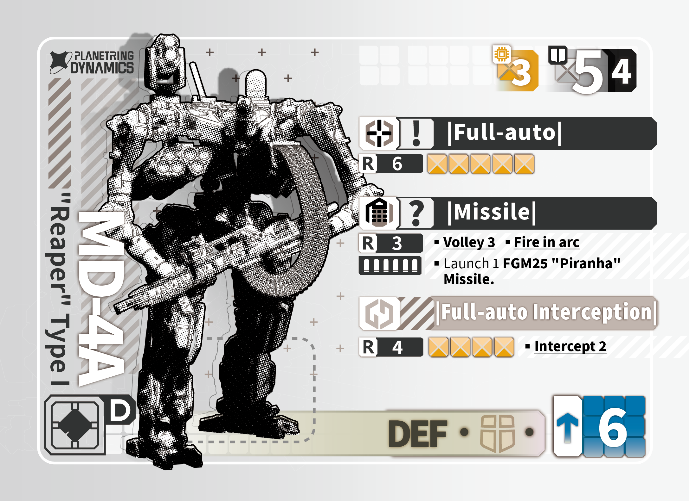 PLANETRING
DYNAMICS
3
5 4
|Full-auto|
R 6
|Missile|
R 3 ▪ Volley 3 ▪ Fire in arc
▪ Launch 1 FGM25 "Piranha"
Missile.
|Full-auto Interception|
R 4 ▪ Intercept 2
MD-4A
"Reaper" Type I
D
DEF
6